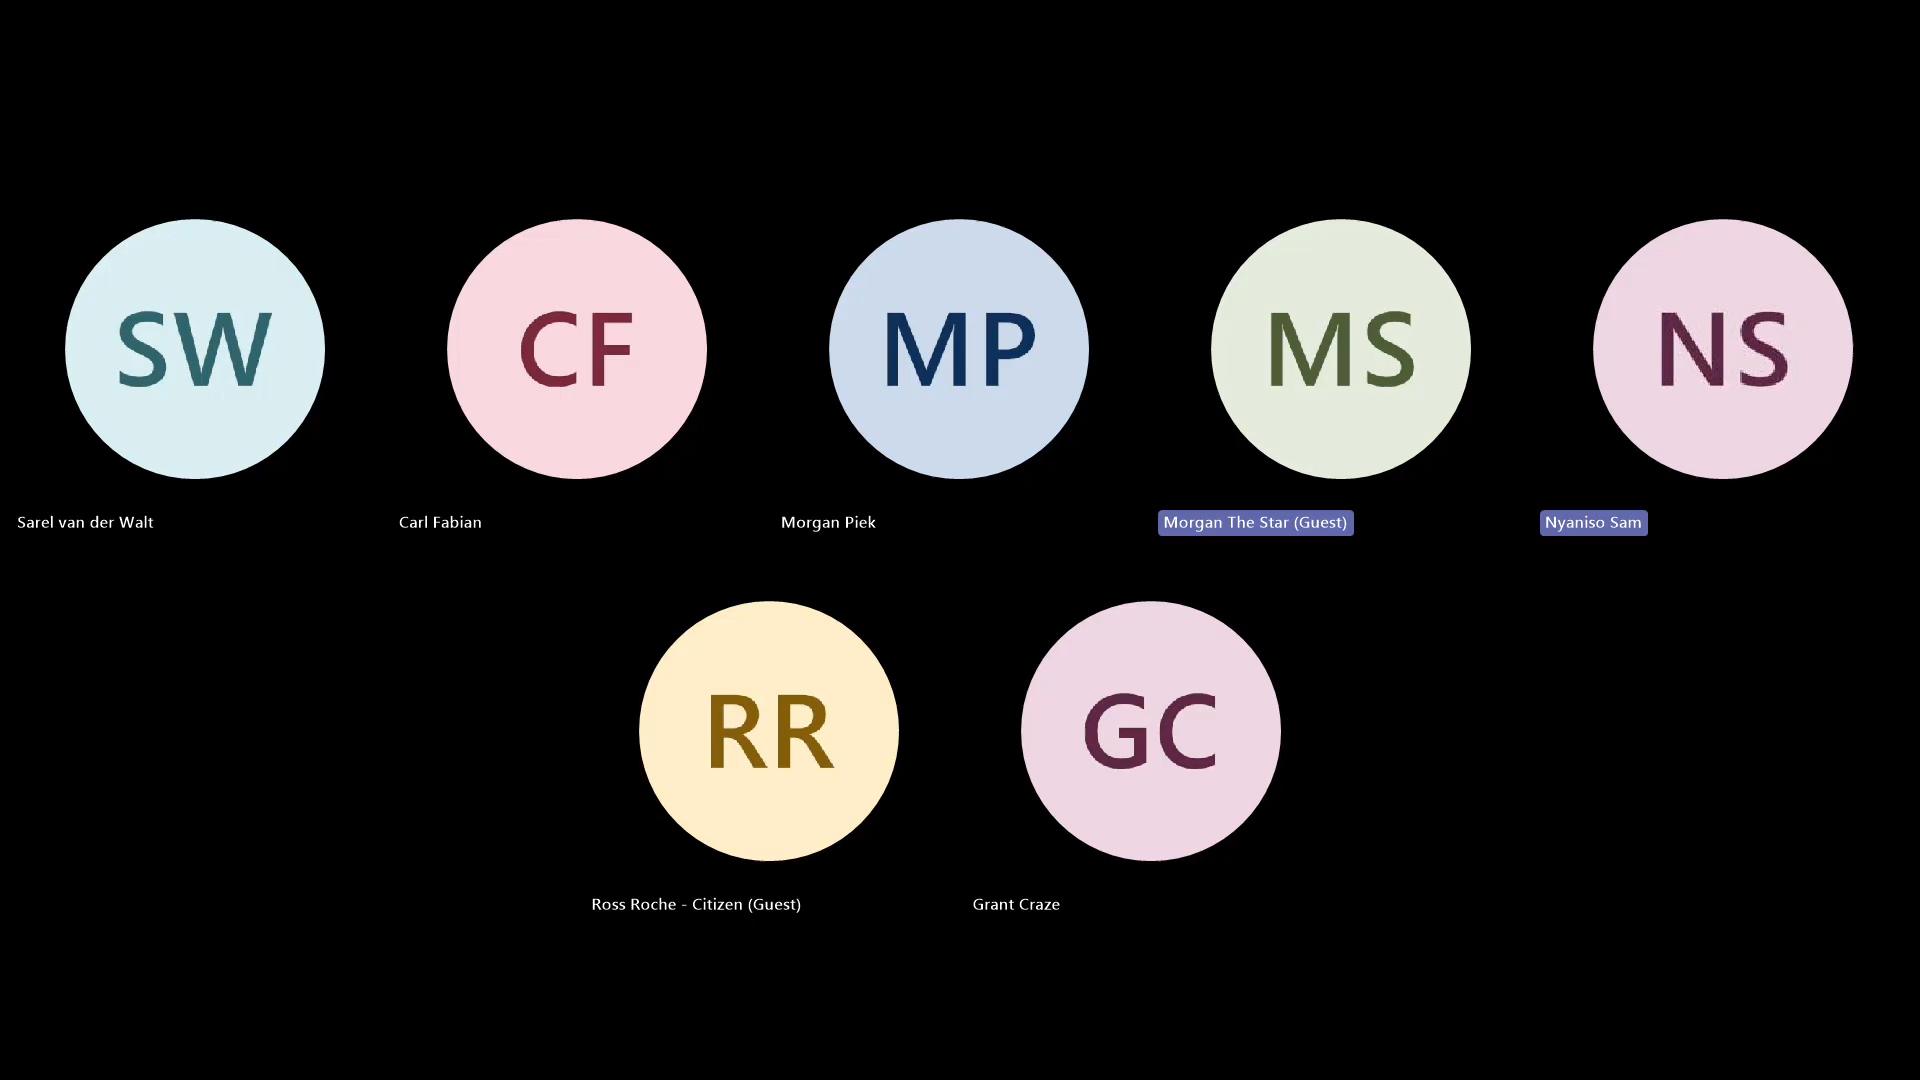 SW
CF
MP
MS
NS
Sarel van der Walt
Carl Fabian
Morgan Piek
Morgan The Star (Guest)
Nyaniso Sam
RR
GC
Ross Roche - Citizen (Guest)
Grant Craze